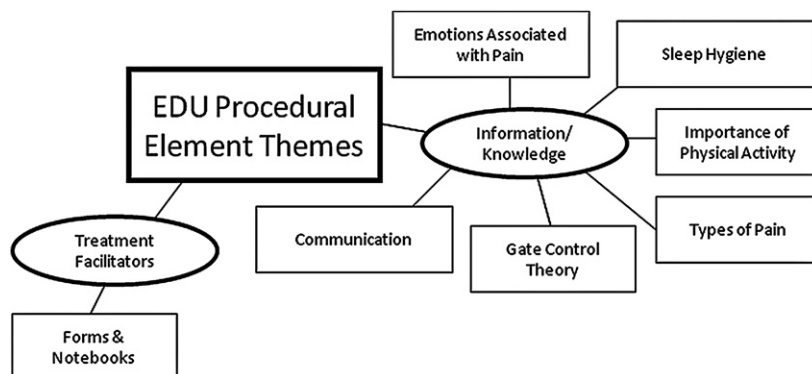 Emotions Associated
with Pain
Sleep Hygiene
EDU Procedural
Element Themes
Information/
Knowledge
Importance of
Physical Activity
Communication
Gate Control
Theory
Types of Pain
Treatment
Facilitators
Forms &
Notebooks